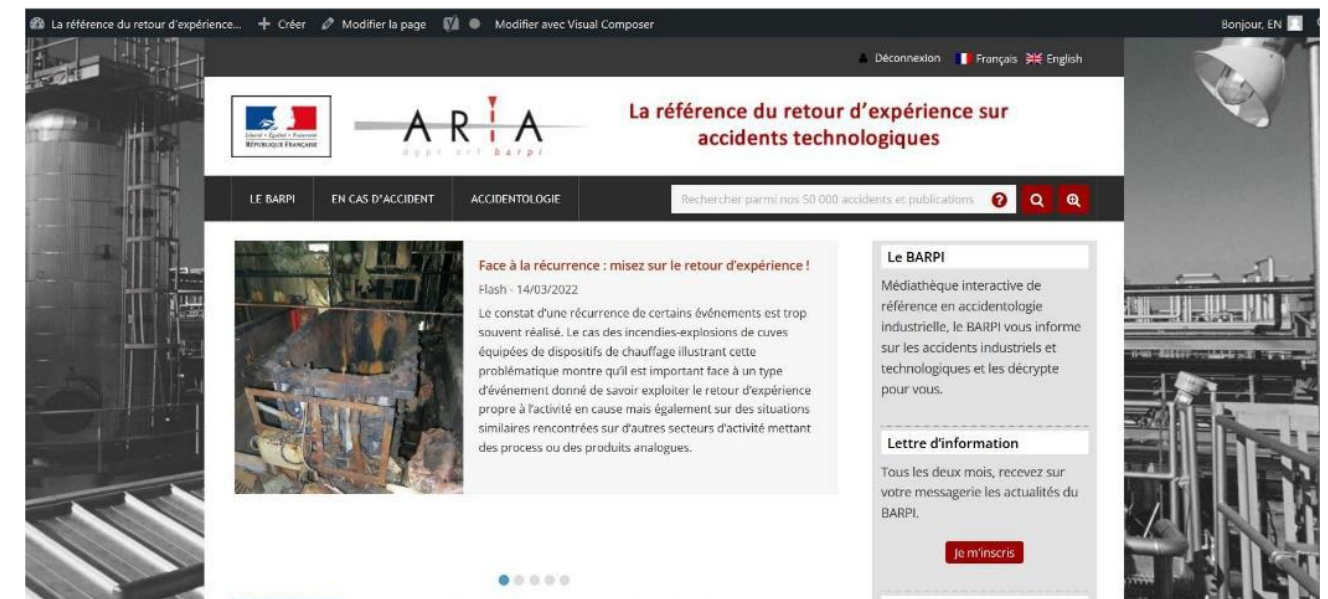 La référence du retour d'expérience... Créer Modifier la page Modifier avec Visual Composer Bonjour, EN
Déconnexion Français English
Liberté • Égalité • Fraternité
RÉPUBLIQUE FRANÇAISE
ARIA
barpi
La référence du retour d'expérience sur
accidents technologiques
LE BARPI EN CAS D'ACCIDENT ACCIDENTOLOGIE Rechercher parmi nos 50 000 accidents et publications ?
Face à la récurrence : misez sur le retour d'expérience !
Flash - 14/03/2022
Le constat d'une récurrence de certains événements est trop
souvent réalisé. Le cas des incendies-explosions de cuves
équipées de dispositifs de chauffage illustrant cette
problématique montre qu'il est important face à un type
d'événement donné de savoir exploiter le retour d'expérience
propre à l'activité en cause mais également sur des situations
similaires rencontrées sur d'autres secteurs d'activité mettant
des process ou des produits analogues.
Le BARPI
Médiathèque interactive de
référence en accidentologie
industrielle, le BARPI vous informe
sur les accidents industriels et
technologiques et les décrypte
pour vous.
Lettre d'information
Tous les deux mois, recevez sur
votre messagerie les actualités du
BARPI.
Je m'inscris